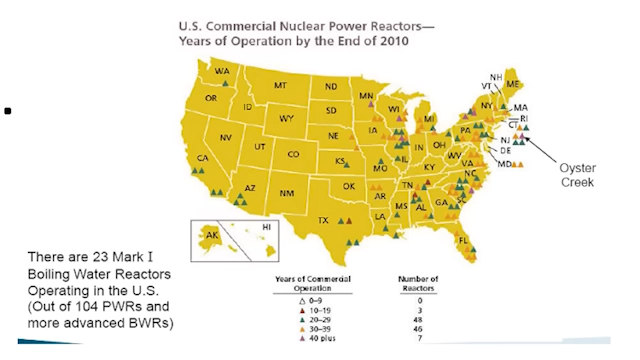 U.S. Commercial Nuclear Power Reactors—
Years of Operation by the End of 2010
WA
MT
ND
MN
NH
VT
ME
OR
ID
SD
WI
MI
NY
MA
RI
CT
WY
IA
PA
NJ
NE
NV
UT
CO
IL
IN
OH
DE
MD
CA
KS
MO
KY
WV
VA
NC
AZ
NM
OK
AR
TN
SC
TX
LA
MS
AL
GA
FL
AK
HI
Oyster
Creek
There are 23 Mark I
Boiling Water Reactors
Operating in the U.S.
(Out of 104 PWRs and
more advanced BWRs)
Years of Commercial Operation
Number of Reactors
0–9 0
10–19 3
20–29 48
30–39 46
40 plus 7